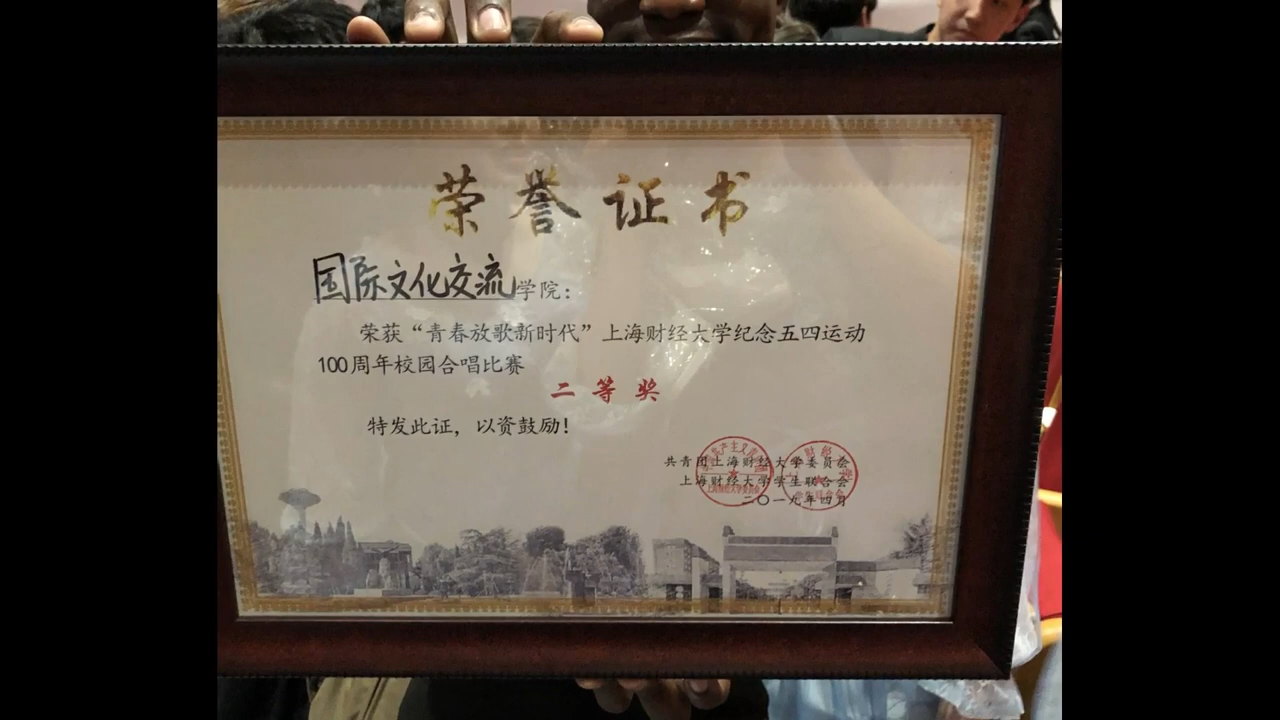 荣誉证书
国际文化交流学院：
荣获“青春放歌新时代”上海财经大学纪念五四运动
100周年校园合唱比赛
二等奖
特发此证，以资鼓励！
共青团上海财经大学委员会
上海财经大学学生联合会
二〇一九年四月